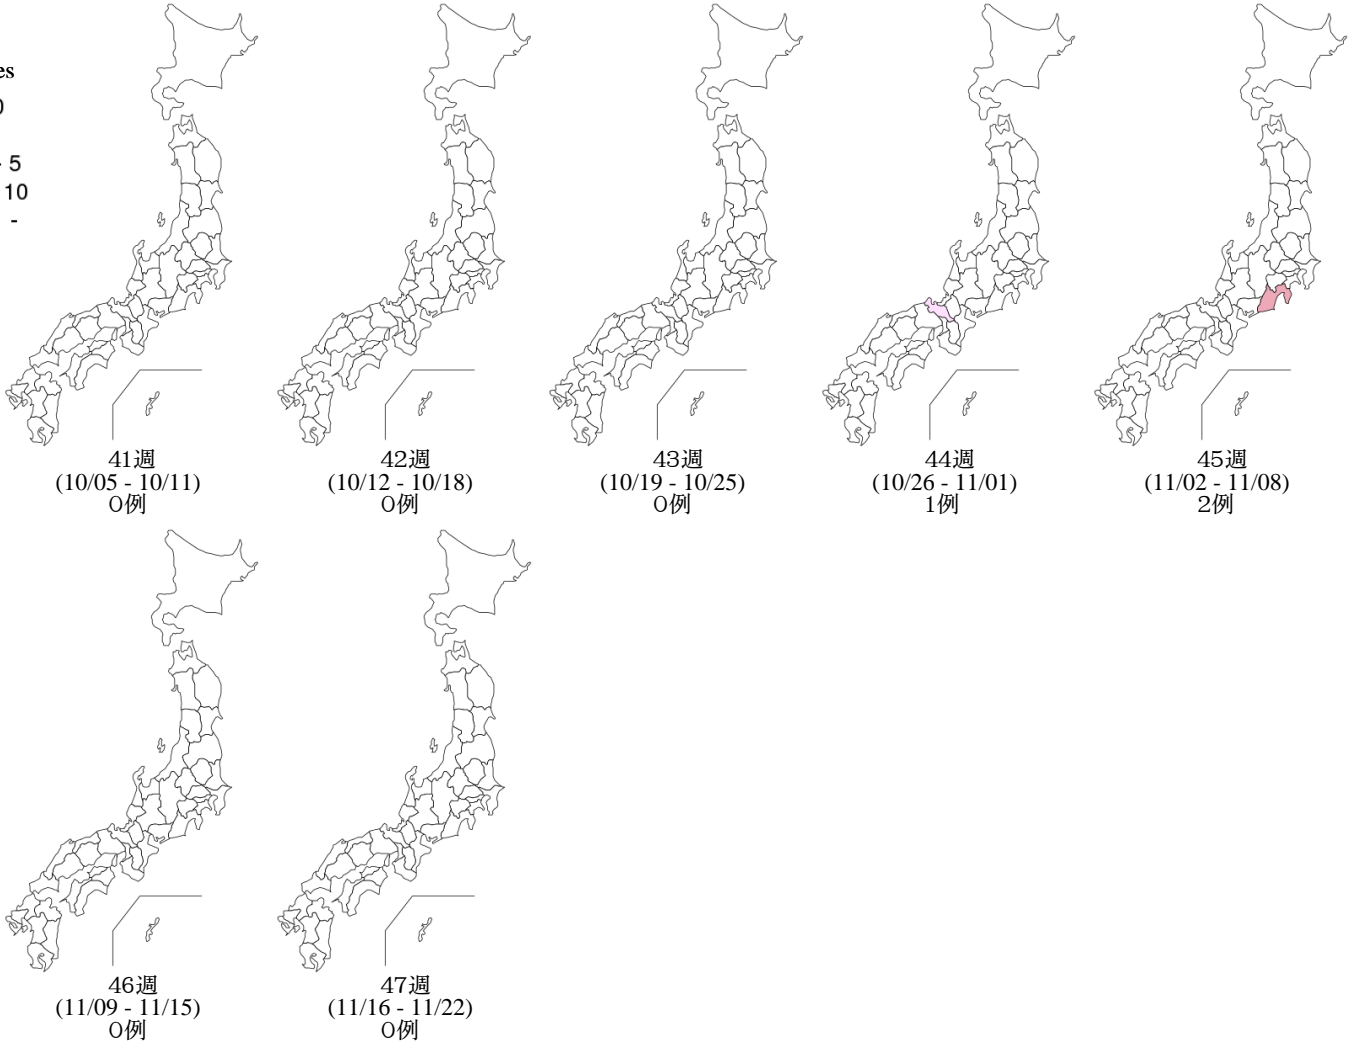 es
0
- 5
10
-
41週
(10/05 - 10/11)
0例
42週
(10/12 - 10/18)
0例
43週
(10/19 - 10/25)
0例
44週
(10/26 - 11/01)
1例
45週
(11/02 - 11/08)
2例
46週
(11/09 - 11/15)
0例
47週
(11/16 - 11/22)
0例